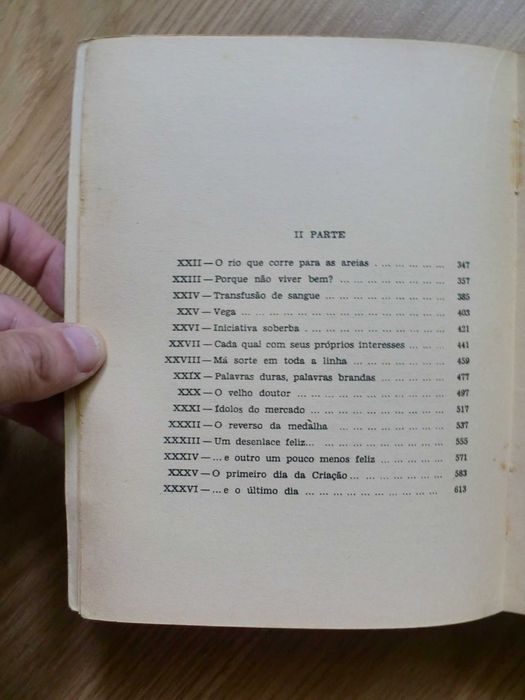 II PARTE
XXII — O rio que corre para as areias . ... ... ... ... ... 347
XXIII — Porque não viver bem? ... ... ... ... ... ... ... 357
XXIV — Transfusão de sangue ... ... ... ... ... ... ... 385
XXV — Vega ... ... ... ... ... ... ... ... ... ... ... 403
XXVI — Iniciativa soberba ... ... ... ... ... ... ... ... 421
XXVII — Cada qual com seus próprios interesses ... ... ... 441
XXVIII — Má sorte em toda a linha ... ... ... ... ... ... 459
XXIX — Palavras duras, palavras brandas ... ... ... ... ... 477
XXX — O velho doutor ... ... ... ... ... ... ... ... ... 497
XXXI — Ídolos do mercado ... ... ... ... ... ... ... ... 517
XXXII — O reverso da medalha ... ... ... ... ... ... ... 537
XXXIII — Um desenlace feliz... ... ... ... ... ... ... ... 555
XXXIV — ...e outro um pouco menos feliz ... ... ... ... ... 571
XXXV — O primeiro dia da Criação... ... ... ... ... ... ... 583
XXXVI — ...e o último dia ... ... ... ... ... ... ... ... 613